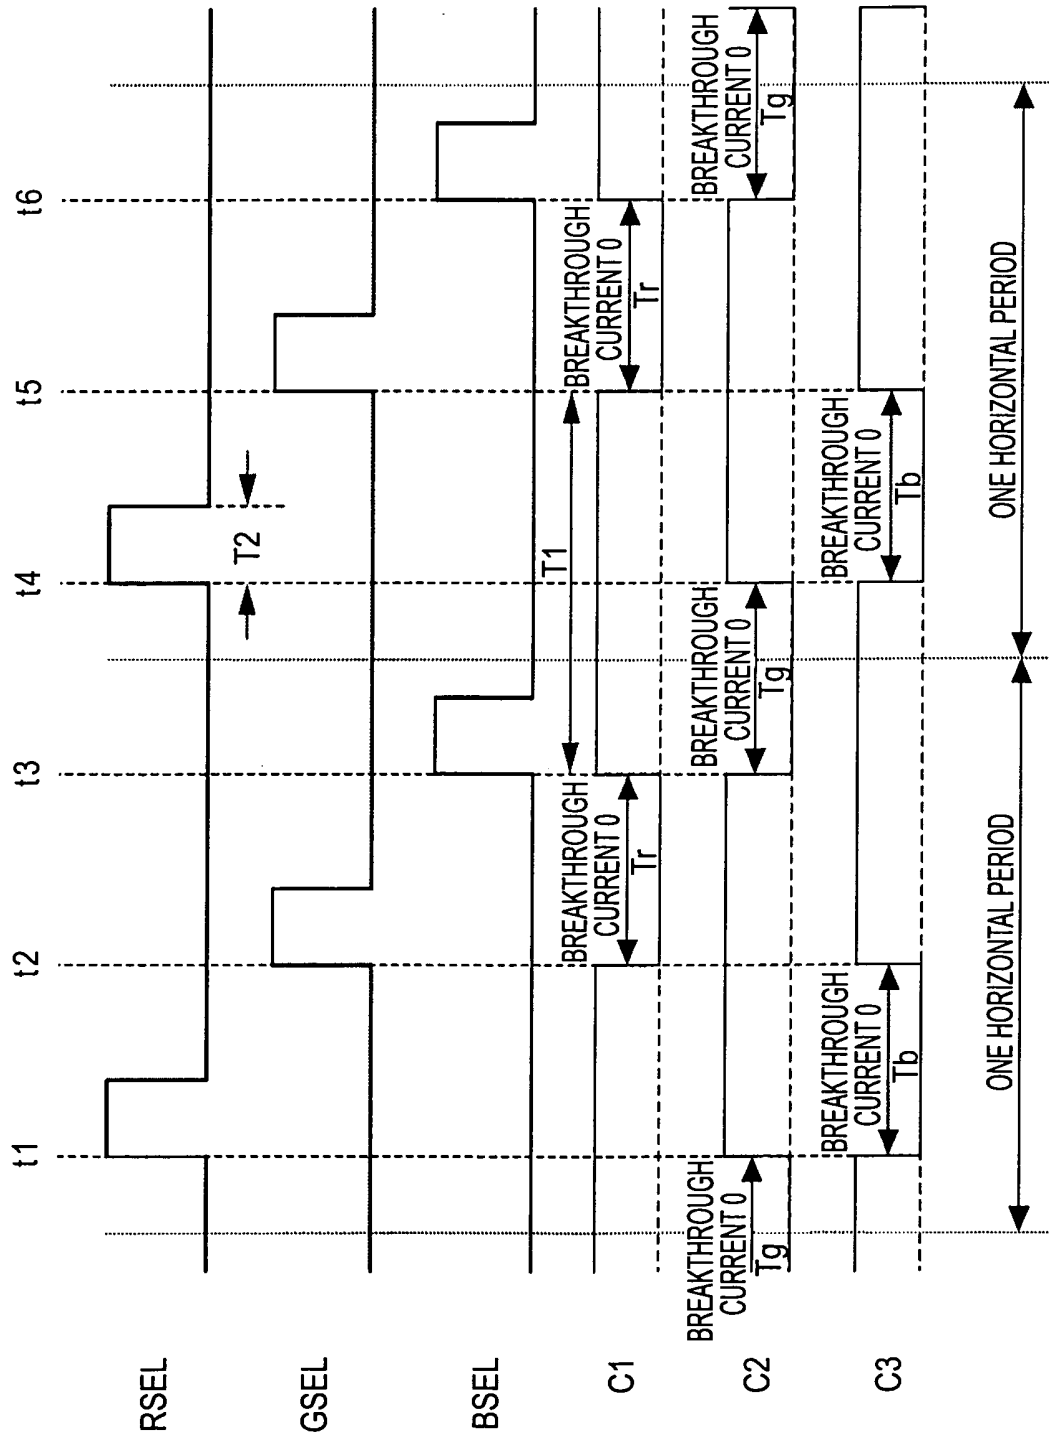 t1
t2
t3
t4
t5
t6
RSEL
T2
GSEL
BSEL
T1
C1
BREAKTHROUGH
CURRENT 0
Tr
BREAKTHROUGH
CURRENT 0
Tr
C2
BREAKTHROUGH
CURRENT 0
Tg
BREAKTHROUGH
CURRENT 0
Tg
BREAKTHROUGH
CURRENT 0
Tg
C3
BREAKTHROUGH
CURRENT 0
Tb
BREAKTHROUGH
CURRENT 0
Tb
ONE HORIZONTAL PERIOD
ONE HORIZONTAL PERIOD